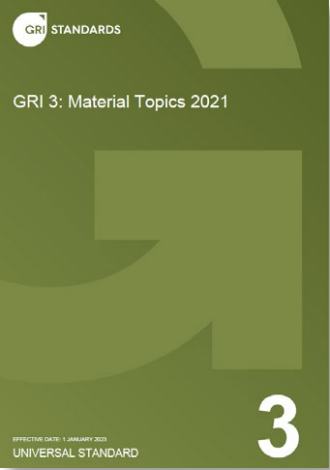 GRI STANDARDS
GRI 3: Material Topics 2021
EFFECTIVE DATE: 1 JANUARY 2023
UNIVERSAL STANDARD
3